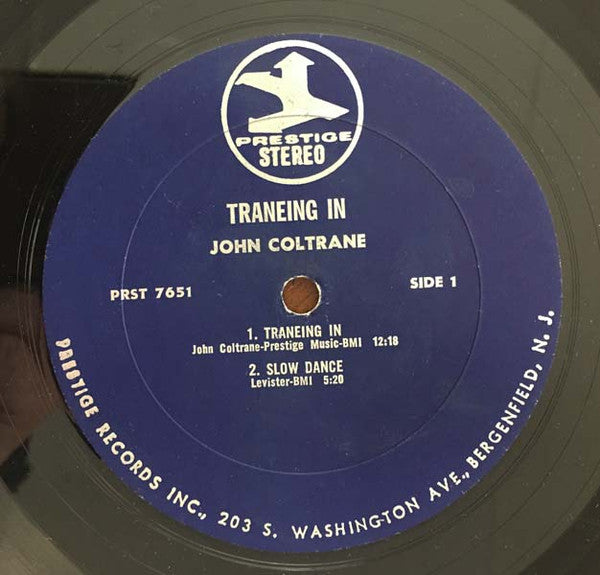 PRESTIGE
STEREO
TRANEING IN
JOHN COLTRANE
PRST 7651
SIDE 1
1. TRANEING IN
John Coltrane-Prestige Music-BMI 12:18
2. SLOW DANCE
Levister-BMI 5:20
PRESTIGE RECORDS INC., 203 S. WASHINGTON AVE., BERGENFIELD, N. J.